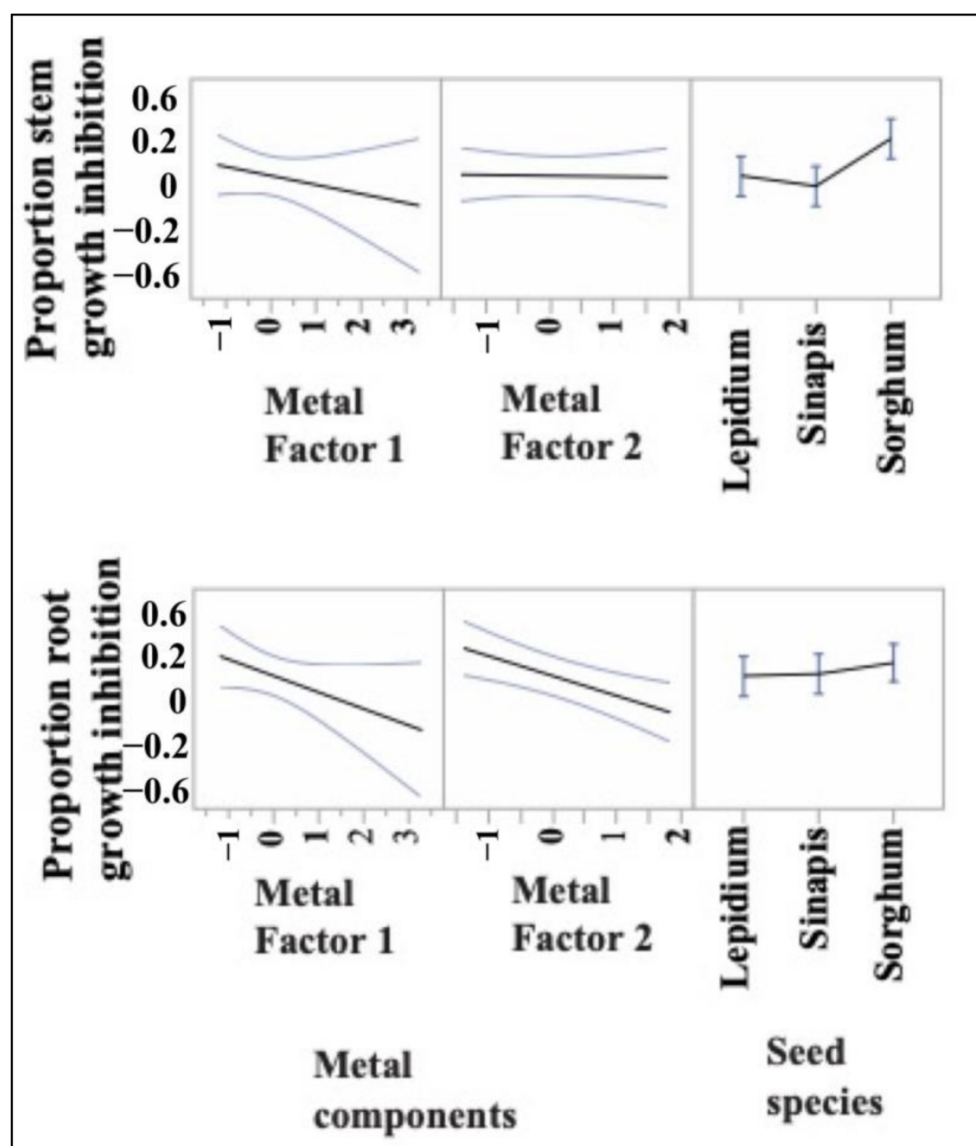 Proportion stem
growth inhibition
0.6
0.2
0
−0.2
−0.6
−1 0 1 2 3
−1 0 1 2
Metal
Factor 1
Metal
Factor 2
Lepidium
Sinapis
Sorghum
Proportion root
growth inhibition
0.6
0.2
0
−0.2
−0.6
−1 0 1 2 3
−1 0 1 2
Metal
Factor 1
Metal
Factor 2
Lepidium
Sinapis
Sorghum
Metal
components
Seed
species